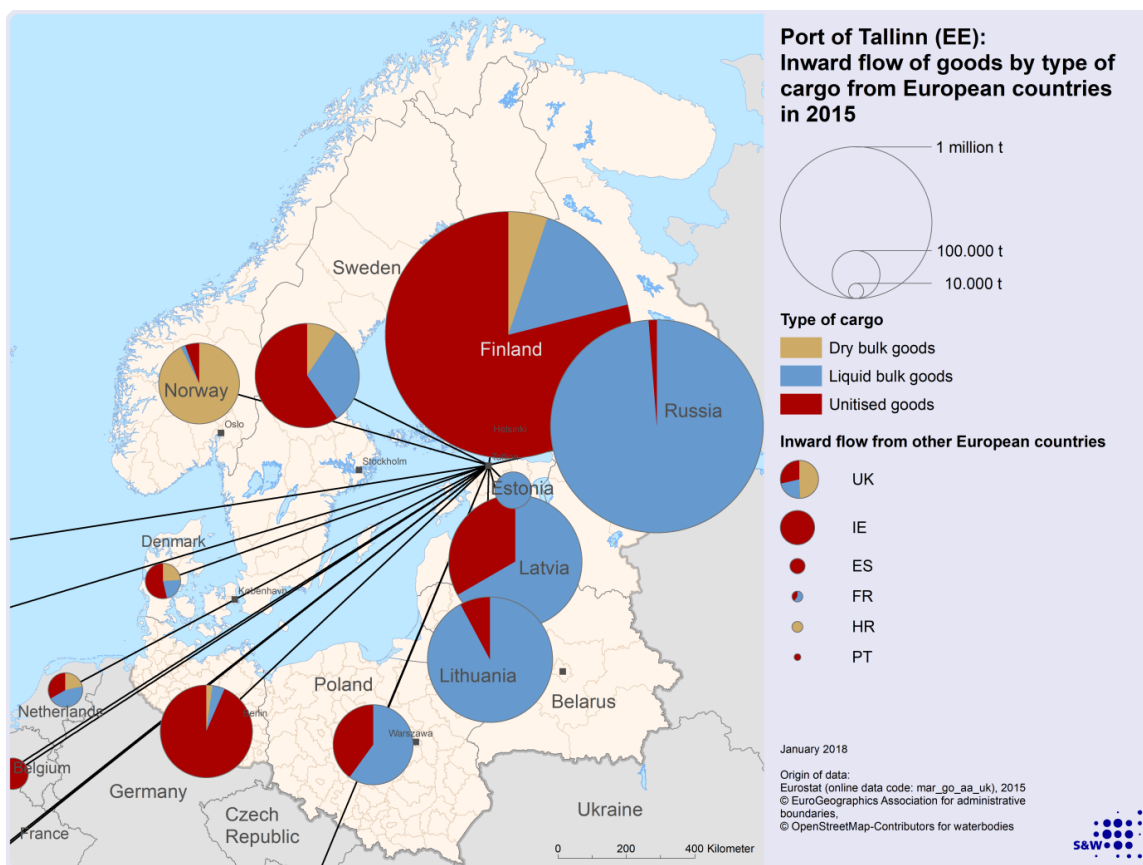 Port of Tallinn (EE):
Inward flow of goods by type of
cargo from European countries
in 2015
1 million t
100.000 t
10.000 t
Type of cargo
Dry bulk goods
Liquid bulk goods
Unitised goods
Inward flow from other European countries
UK
IE
ES
FR
HR
PT
January 2018
Origin of data:
Eurostat (online data code: mar_go_aa_uk), 2015
© EuroGeographics Association for administrative
boundaries,
© OpenStreetMap-Contributors for waterbodies
S&W
Sweden
Finland
Norway
Russia
Oslo
Helsinki
Stockholm
Estonia
Denmark
Latvia
København
Lithuania
Poland
Belarus
Netherlands
Berlin
Warszawa
Belgium
Germany
Ukraine
France
Czech
Republic
0 200 400 Kilometer